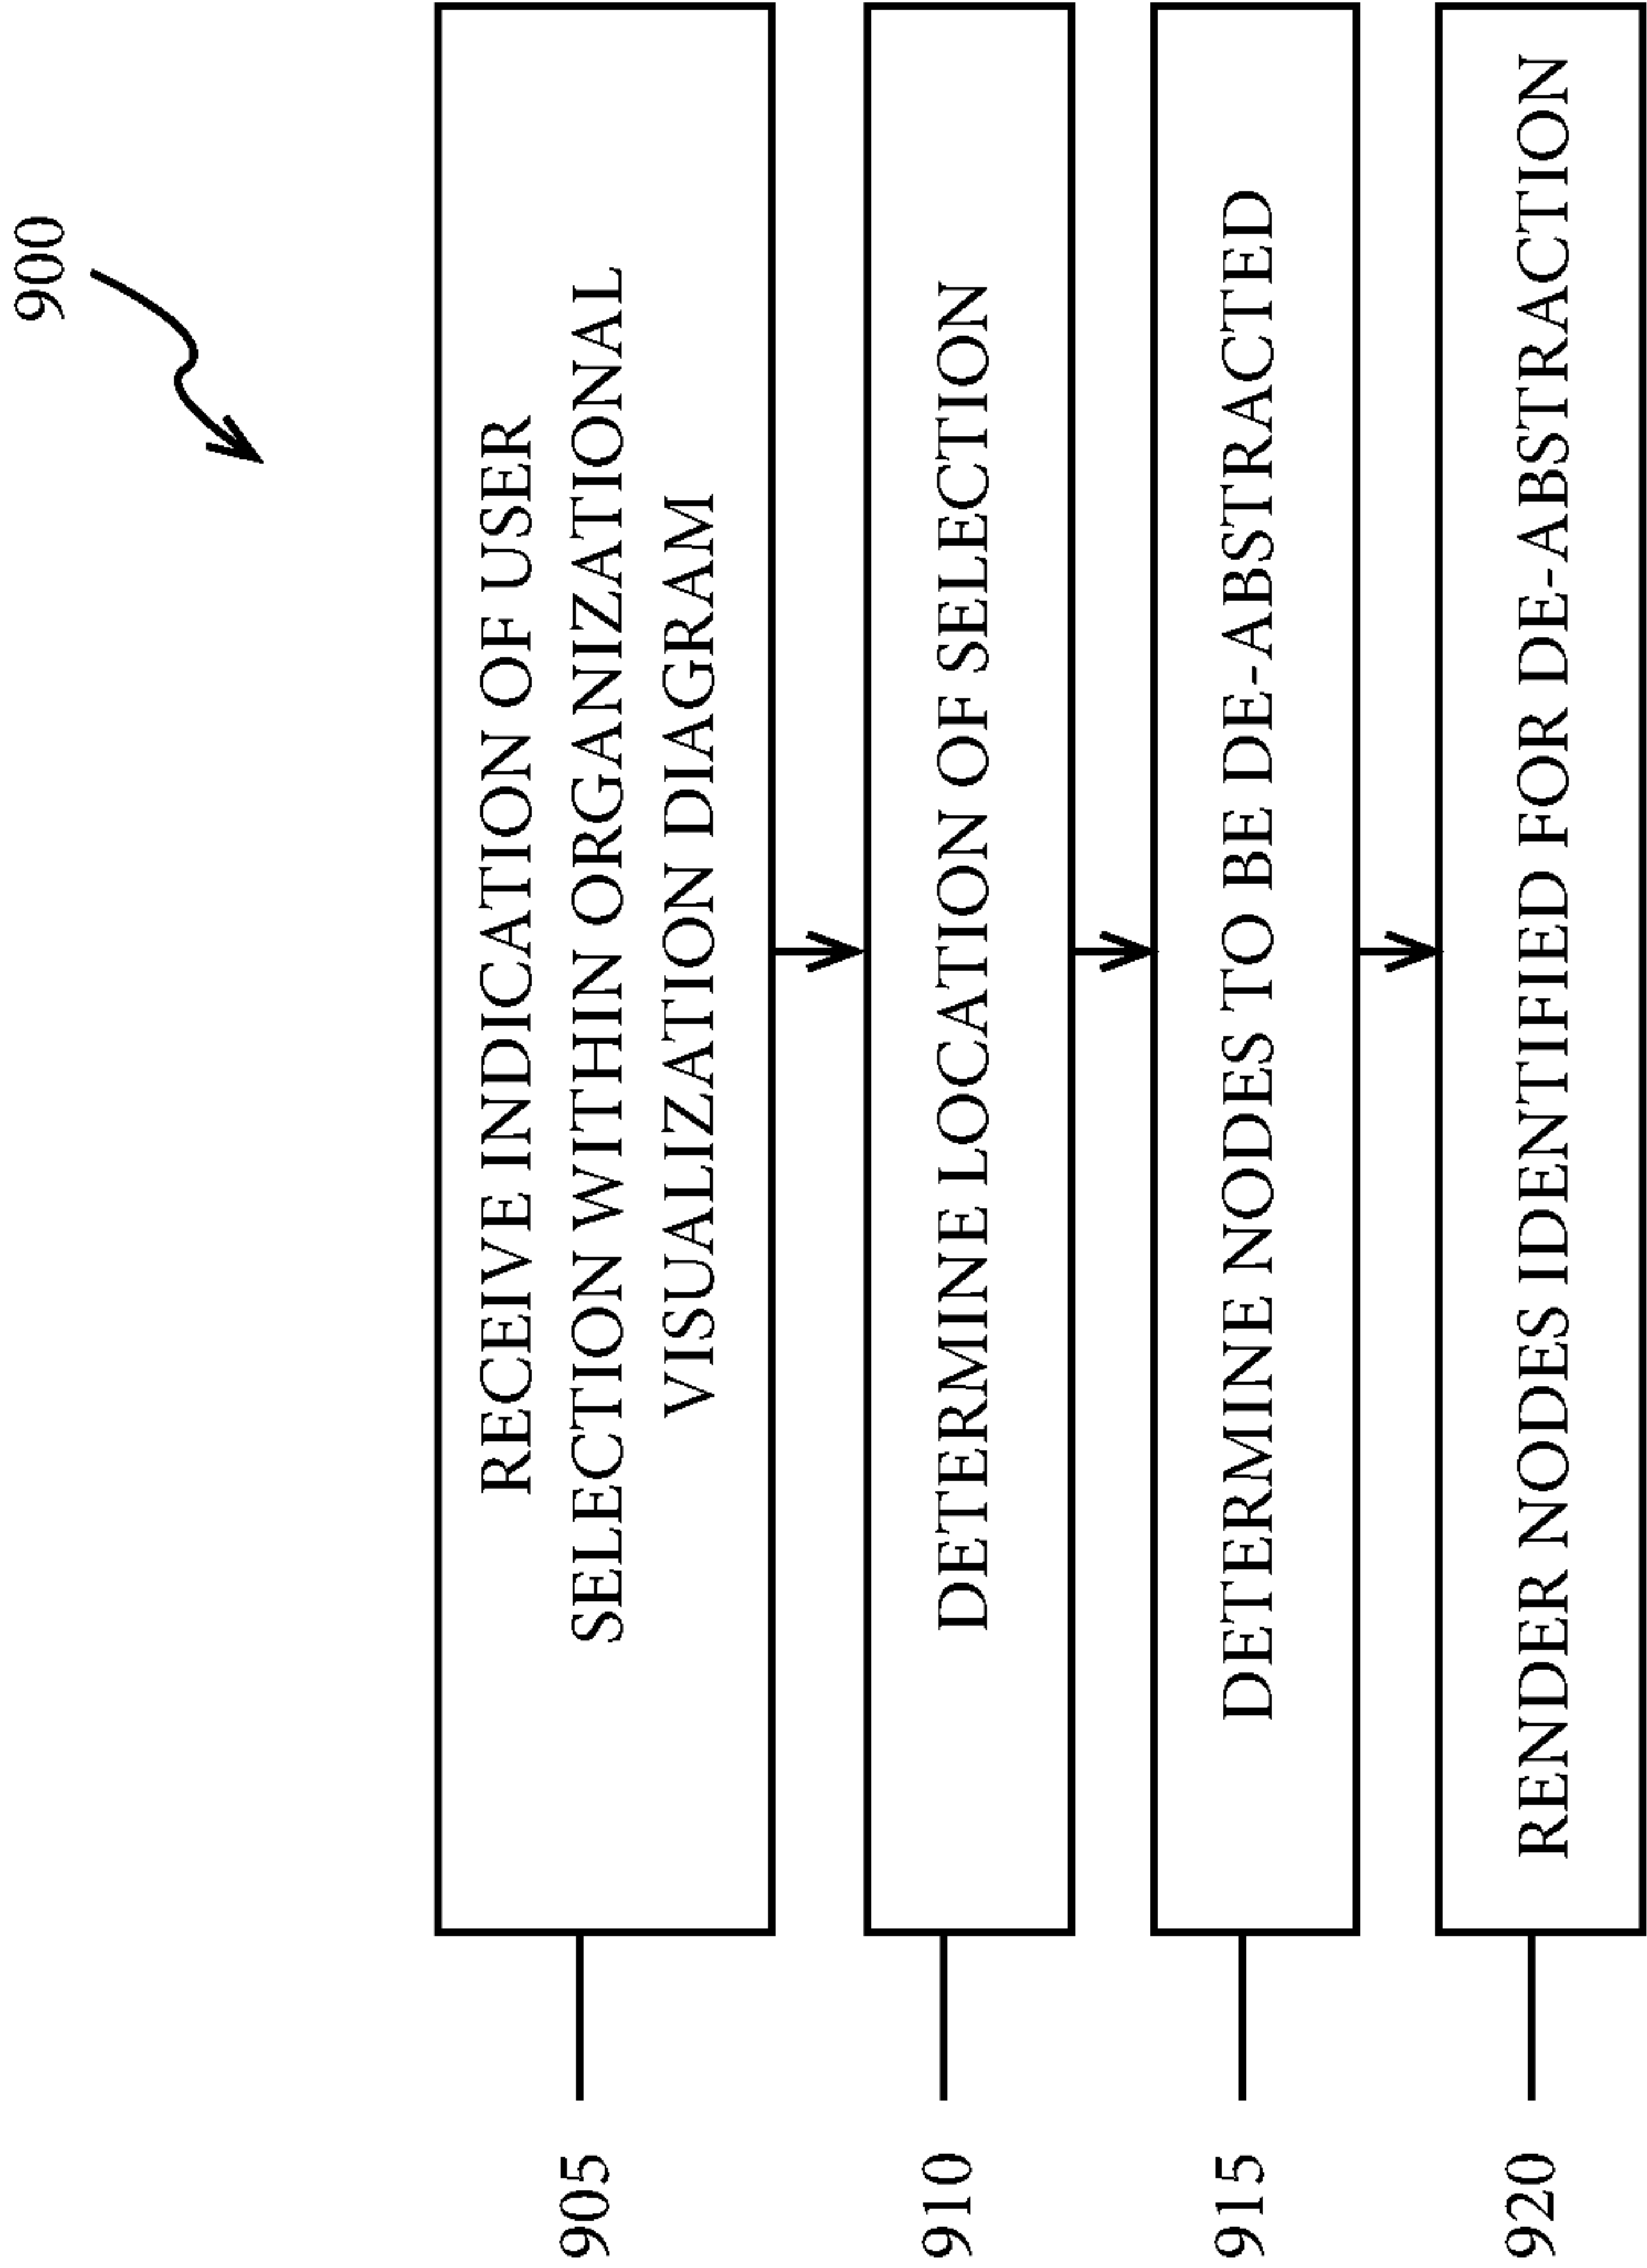 900
905
RECEIVE INDICATION OF USER
SELECTION WITHIN ORGANIZATIONAL
VISUALIZATION DIAGRAM
910
DETERMINE LOCATION OF SELECTION
915
DETERMINE NODES TO BE DE-ABSTRACTED
920
RENDER NODES IDENTIFIED FOR DE-ABSTRACTION